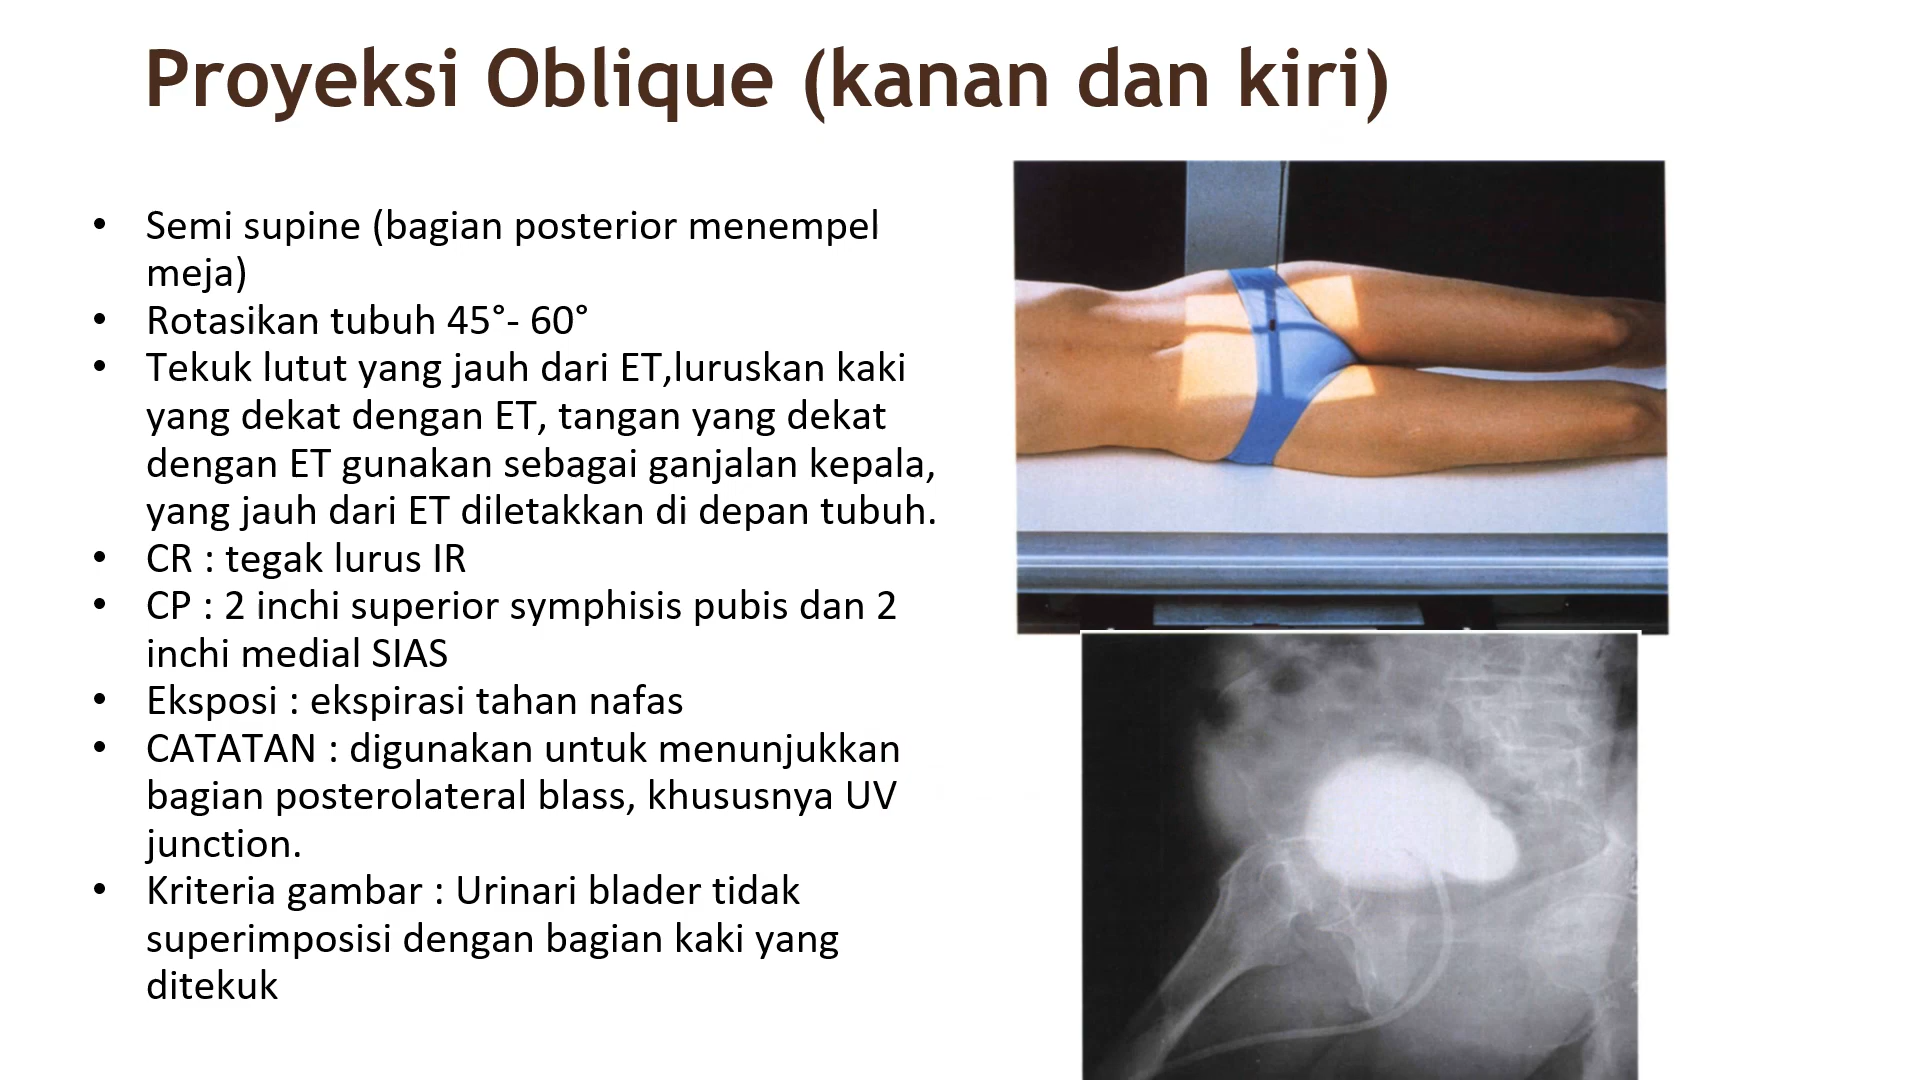 Proyeksi Oblique (kanan dan kiri)
• Semi supine (bagian posterior menempel
meja)
• Rotasikan tubuh 45°- 60°
• Tekuk lutut yang jauh dari ET,luruskan kaki
yang dekat dengan ET, tangan yang dekat
dengan ET gunakan sebagai ganjalan kepala,
yang jauh dari ET diletakkan di depan tubuh.
• CR : tegak lurus IR
• CP : 2 inchi superior symphisis pubis dan 2
inchi medial SIAS
• Eksposi : ekspirasi tahan nafas
• CATATAN : digunakan untuk menunjukkan
bagian posterolateral blass, khususnya UV
junction.
• Kriteria gambar : Urinari blader tidak
superimposisi dengan bagian kaki yang
ditekuk